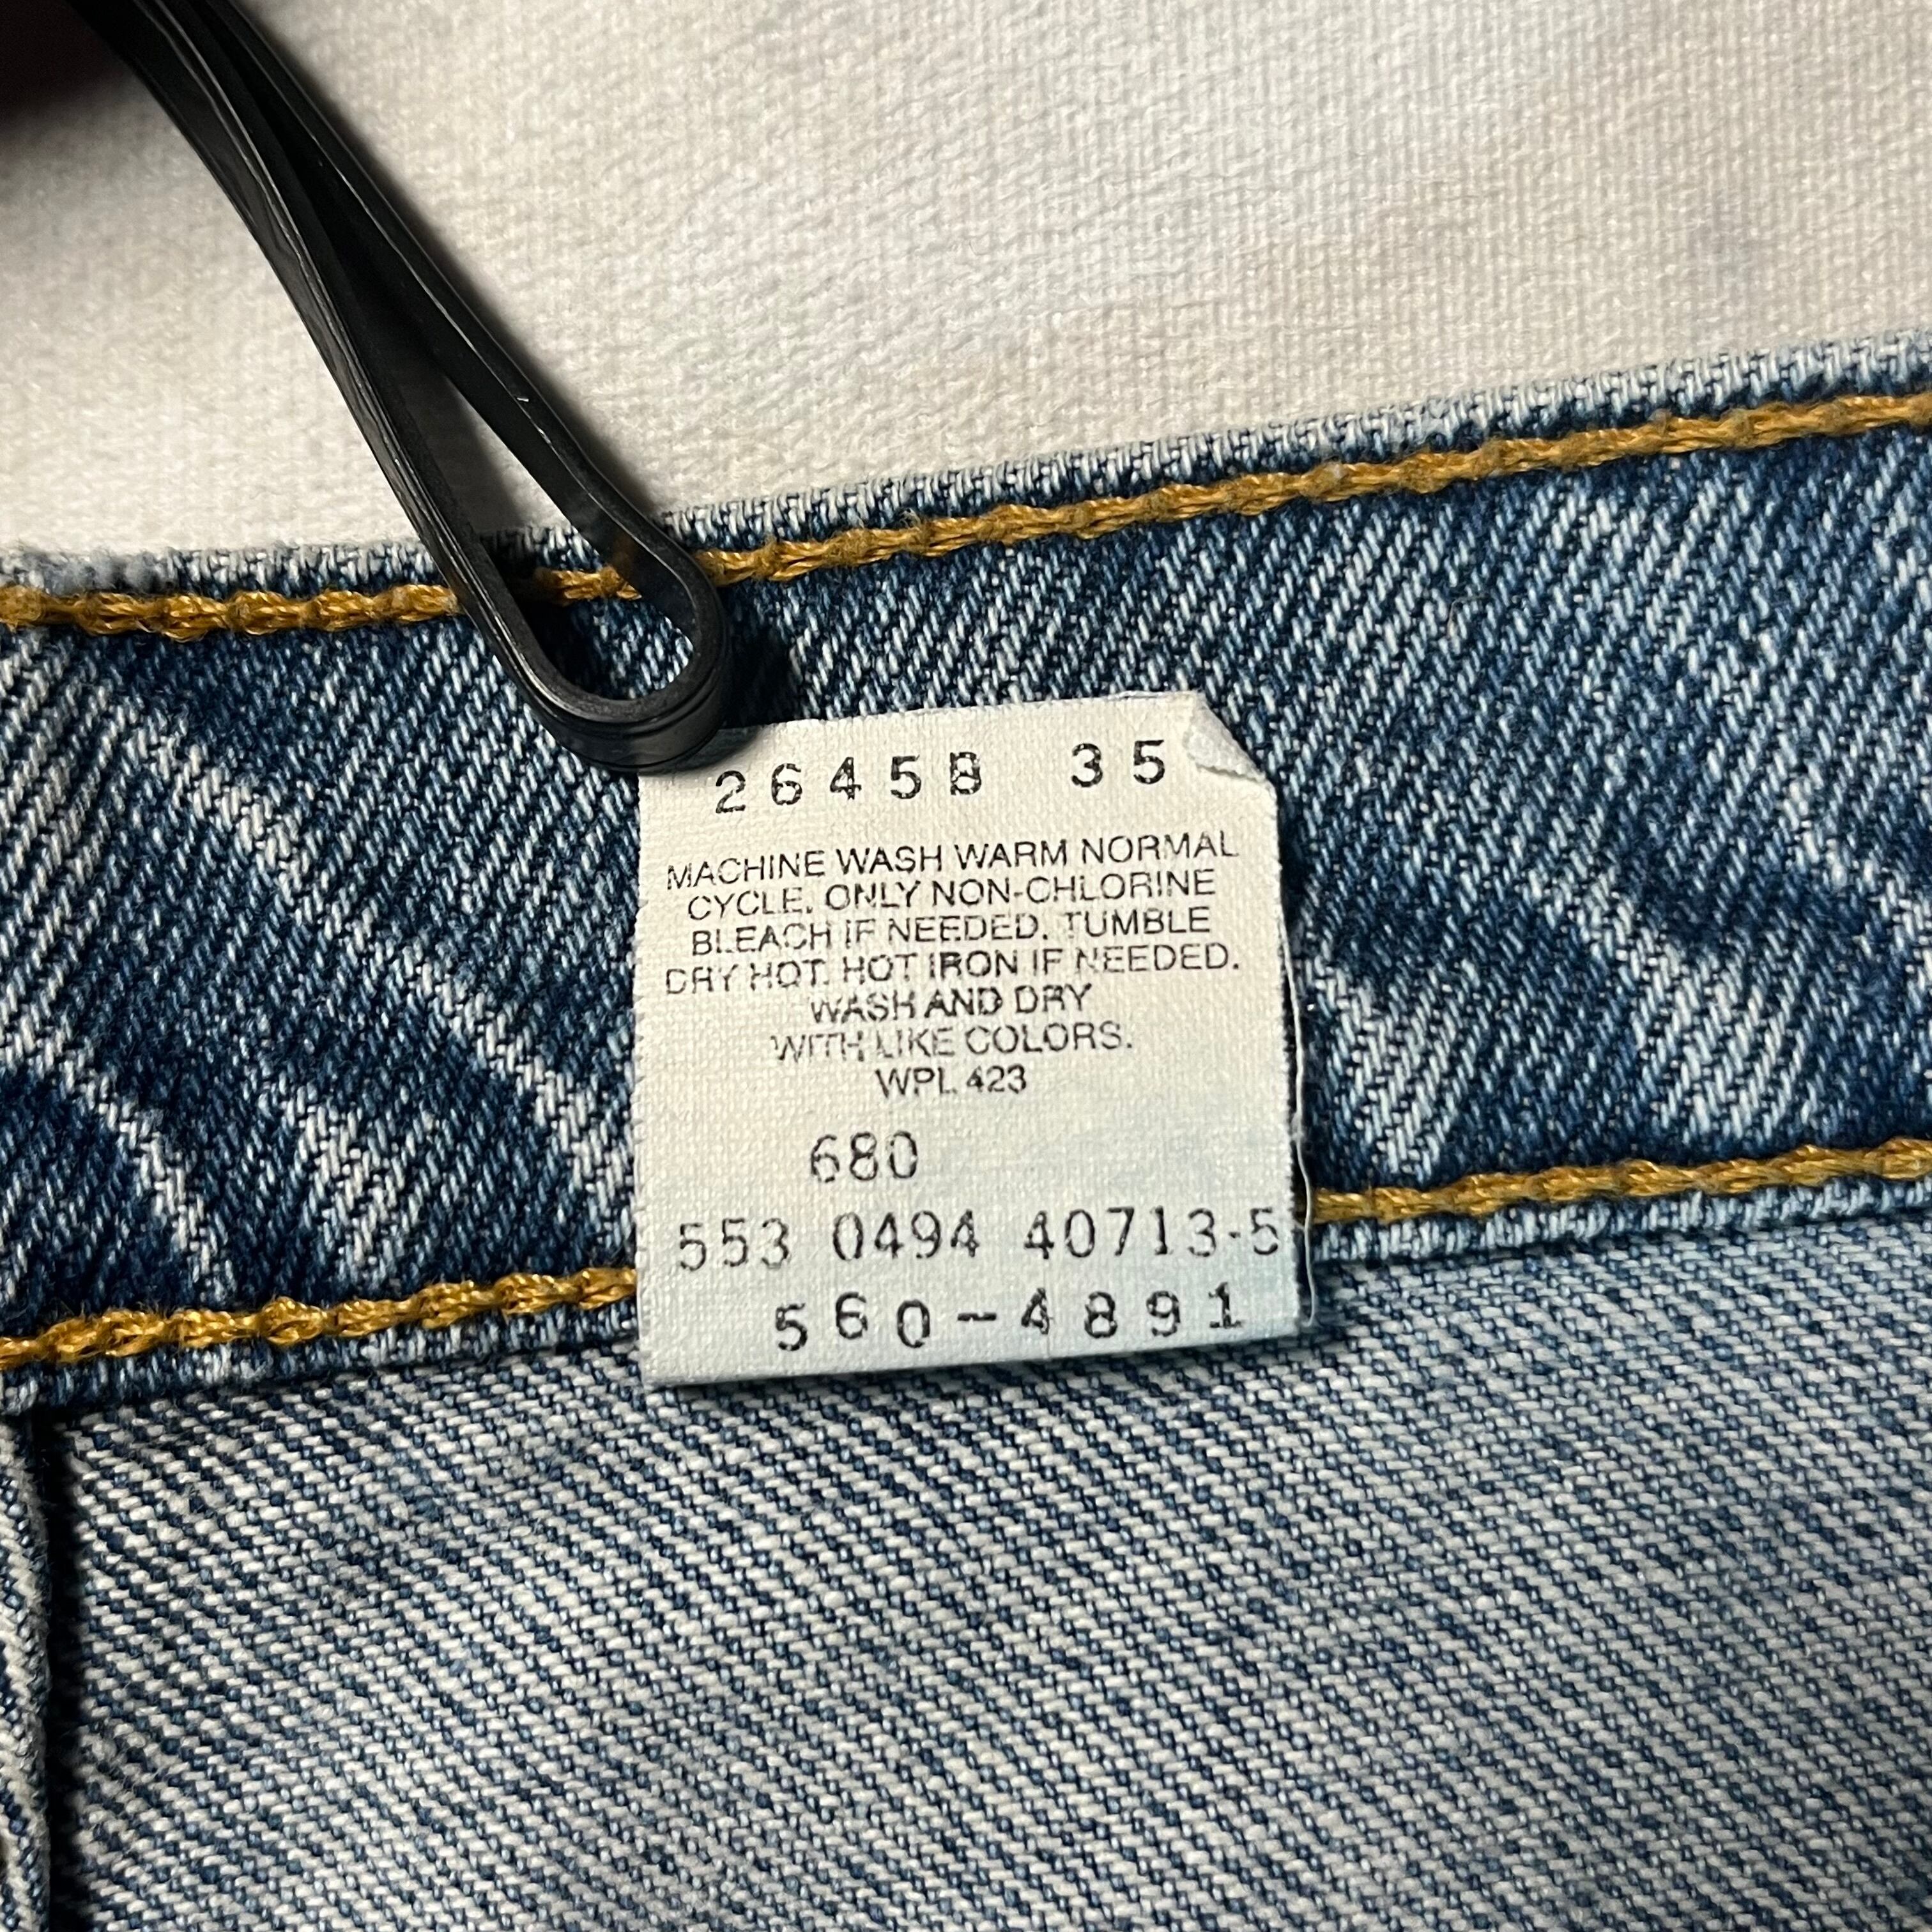 26458 35
MACHINE WASH WARM NORMAL
CYCLE. ONLY NON-CHLORINE
BLEACH IF NEEDED. TUMBLE
DRY HOT. HOT IRON IF NEEDED.
WASH AND DRY
WITH LIKE COLORS.
WPL 423
680
553 0494 40713-5
560-4891